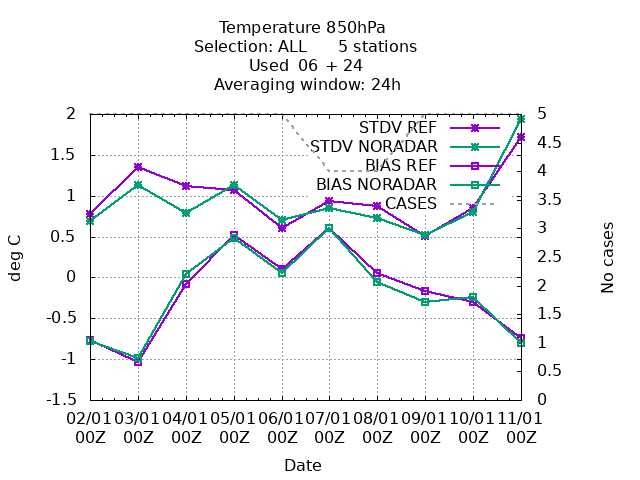 Temperature 850hPa
Selection: ALL      5 stations
Used  06 + 24
Averaging window: 24h
2
1.5
1
0.5
0
-0.5
-1
-1.5
deg C
5
4.5
4
3.5
3
2.5
2
1.5
1
0.5
0
No cases
STDV REF
STDV NORADAR
BIAS REF
BIAS NORADAR
CASES
02/01 03/01 04/01 05/01 06/01 07/01 08/01 09/01 10/01 11/01
00Z 00Z 00Z 00Z 00Z 00Z 00Z 00Z 00Z 00Z
Date